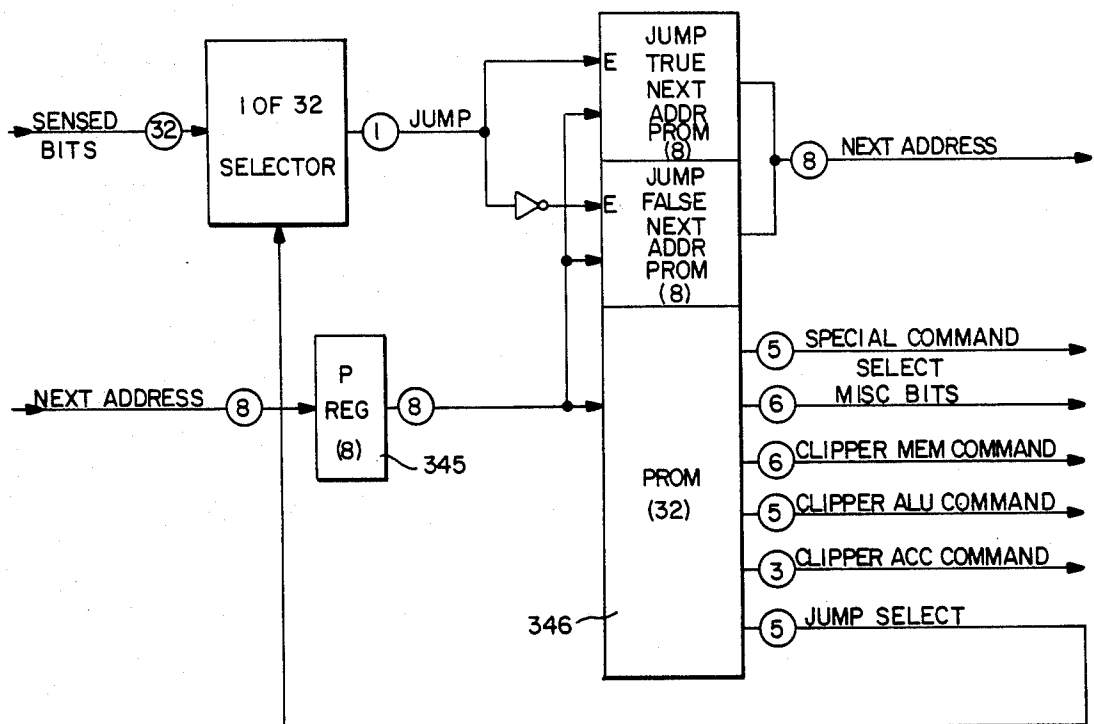 SENSED
BITS
32
1 OF 32
SELECTOR
1
JUMP
E
JUMP
TRUE
NEXT
ADDR
PROM
(8)
E
JUMP
FALSE
NEXT
ADDR
PROM
(8)
8
NEXT ADDRESS
NEXT ADDRESS
8
P
REG
(8)
8
345
PROM
(32)
346
5
SPECIAL COMMAND
SELECT
6
MISC BITS
6
CLIPPER MEM COMMAND
5
CLIPPER ALU COMMAND
3
CLIPPER ACC COMMAND
5
JUMP SELECT